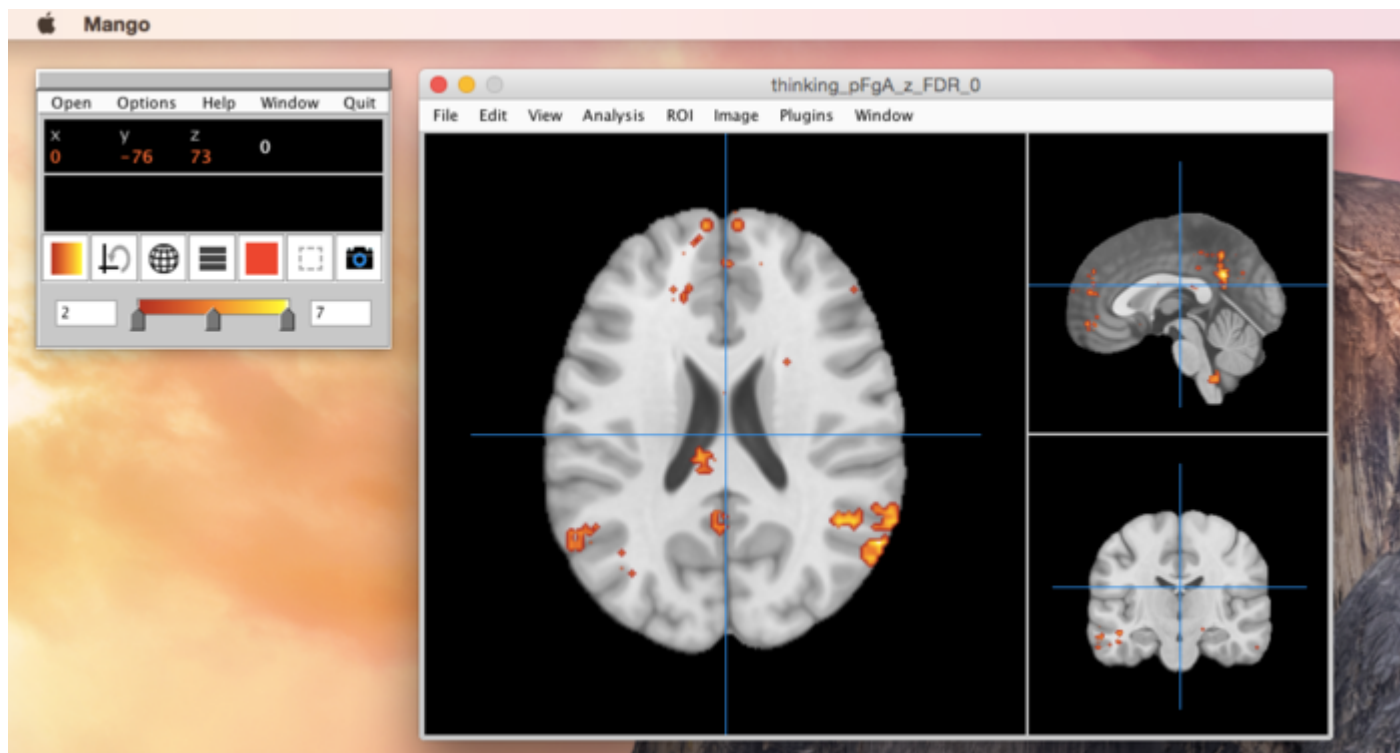 Mango
Open Options Help Window Quit
x y z
0 -76 73 0
2 7
thinking_pFgA_z_FDR_0
File Edit View Analysis ROI Image Plugins Window